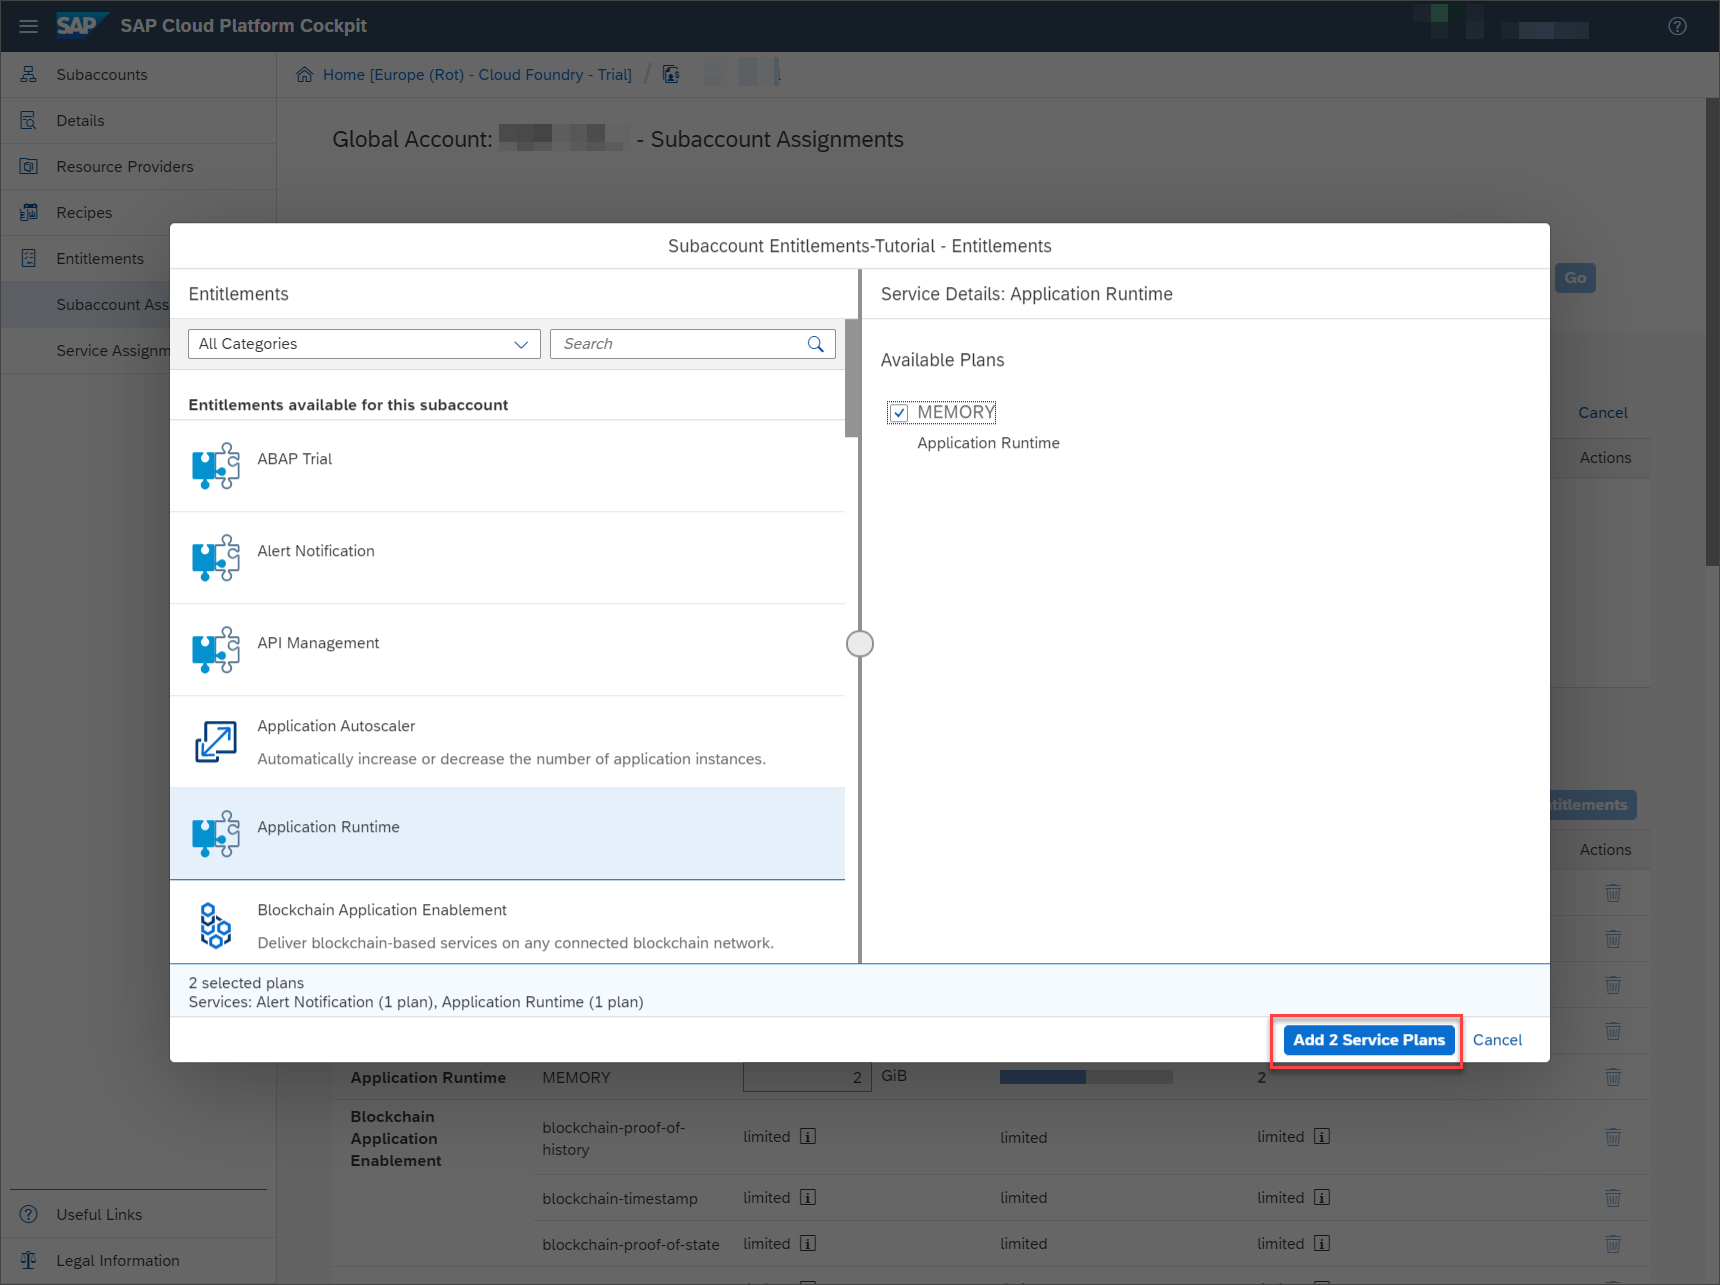 SAP SAP Cloud Platform Cockpit
Subaccounts
Details
Resource Providers
Recipes
Entitlements
Subaccount Ass
Service Assignm
Useful Links
Legal Information
Home [Europe (Rot) - Cloud Foundry - Trial] /
Global Account: - Subaccount Assignments
Go
Cancel
Actions
Subaccount Entitlements-Tutorial - Entitlements
Entitlements
All Categories
Search
Entitlements available for this subaccount
ABAP Trial
Alert Notification
API Management
Application Autoscaler
Automatically increase or decrease the number of application instances.
Application Runtime
Blockchain Application Enablement
Deliver blockchain-based services on any connected blockchain network.
Service Details: Application Runtime
Available Plans
MEMORY
Application Runtime
2 selected plans
Services: Alert Notification (1 plan), Application Runtime (1 plan)
Add 2 Service Plans Cancel
titlements
Actions
Application Runtime MEMORY 2 GiB 2
Blockchain
Application
Enablement
blockchain-proof-of-
history
limited limited limited
blockchain-timestamp limited limited limited
blockchain-proof-of-state limited limited limited